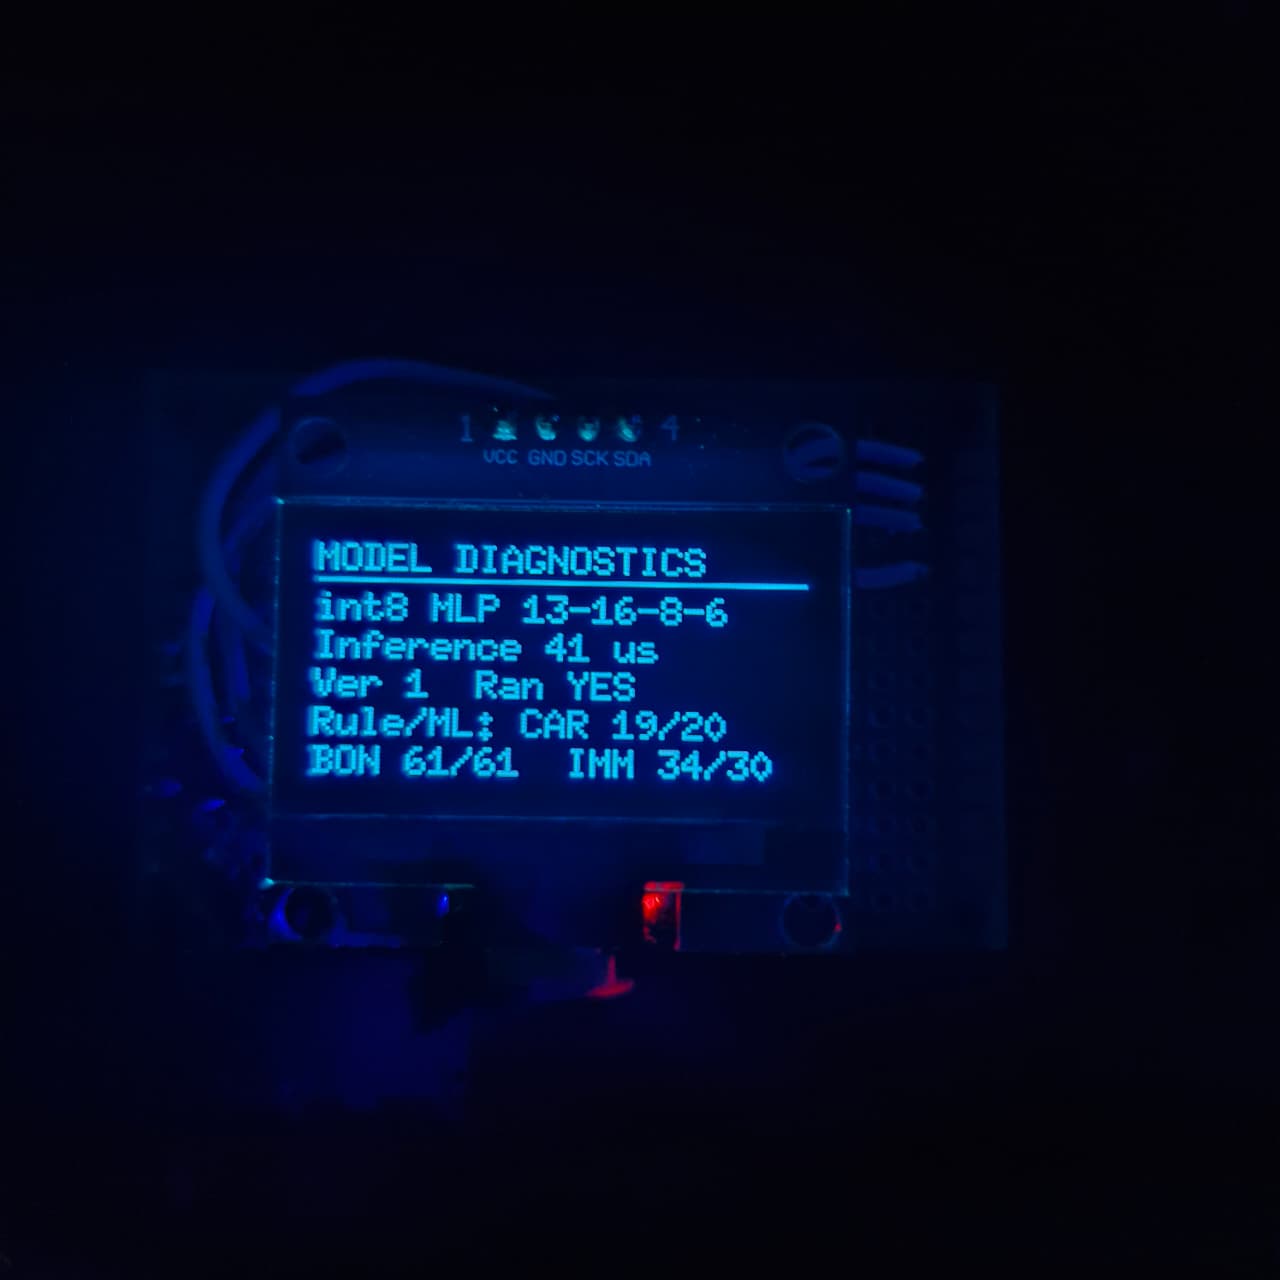 1 4
VCC GND SCK SDA
MODEL DIAGNOSTICS
int8 MLP 13-16-8-6
Inference 41 us
Ver 1 Ran YES
Rule/ML‡ CAR 19/20
BON 61/61 IMM 34/30